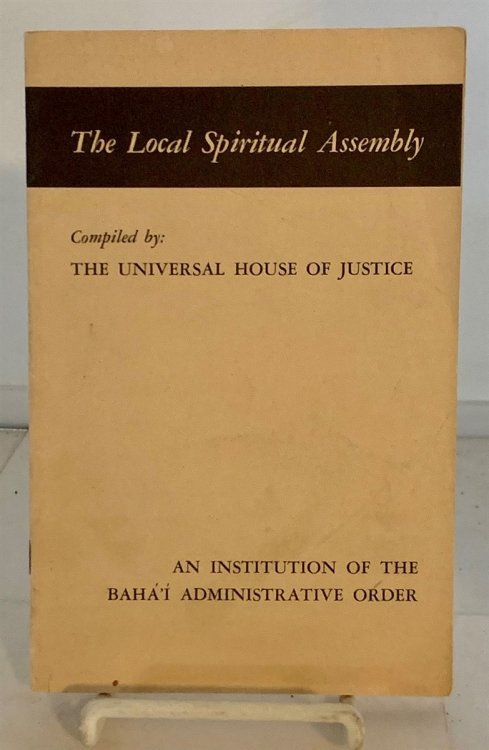 The Local Spiritual Assembly
Compiled by:
THE UNIVERSAL HOUSE OF JUSTICE
AN INSTITUTION OF THE
BAHÁ'Í ADMINISTRATIVE ORDER